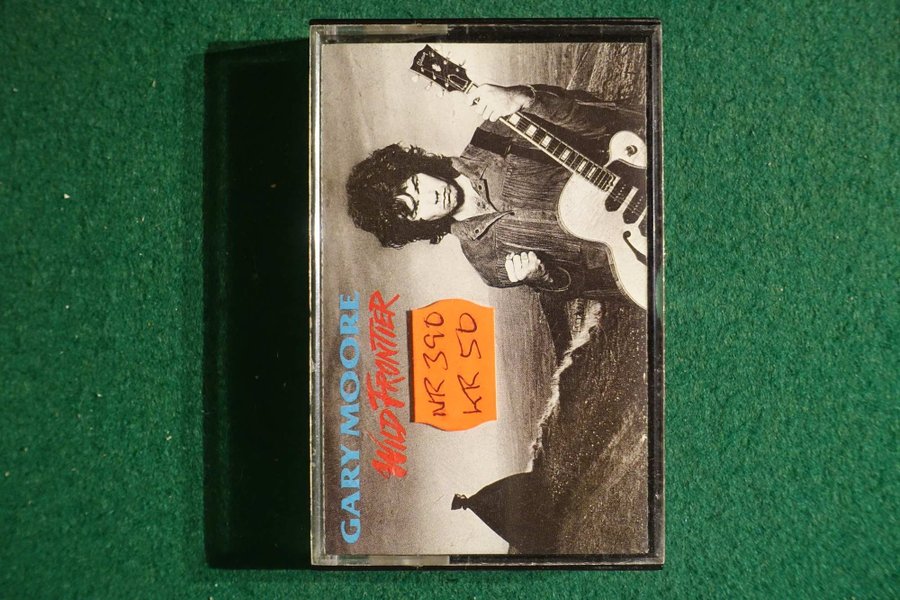 GARY MOORE
WILD FRONTIER
NR 390
KR 50